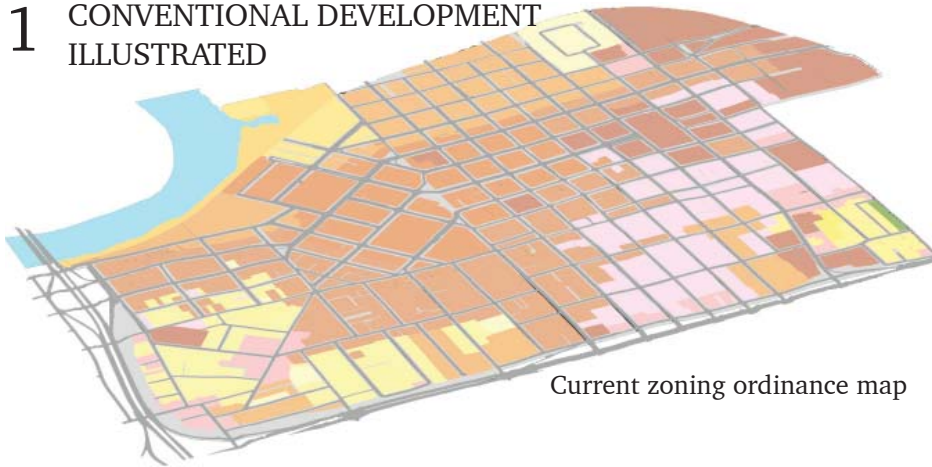 1 CONVENTIONAL DEVELOPMENT
ILLUSTRATED
Current zoning ordinance map